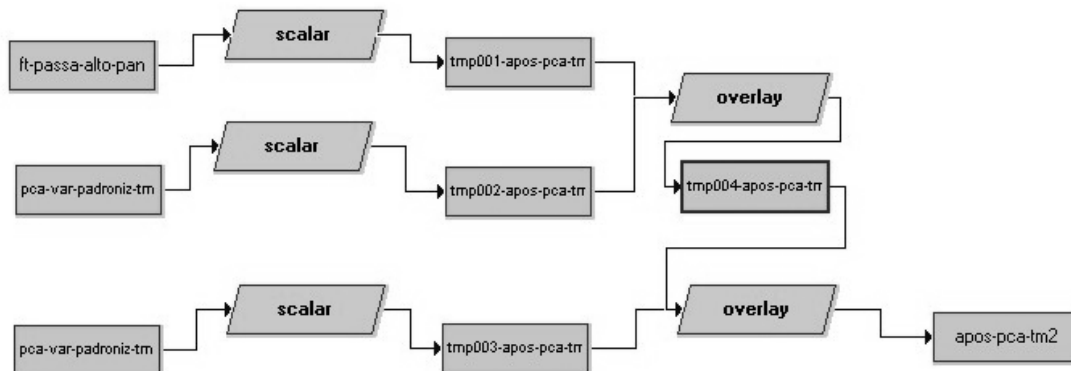 scalar
ft-passa-alto-pan
tmp001-apos-pca-tm
overlay
scalar
pca-var-padroniz-tm
tmp002-apos-pca-tm
tmp004-apos-pca-tm
scalar
overlay
pca-var-padroniz-tm
tmp003-apos-pca-tm
apos-pca-tm2